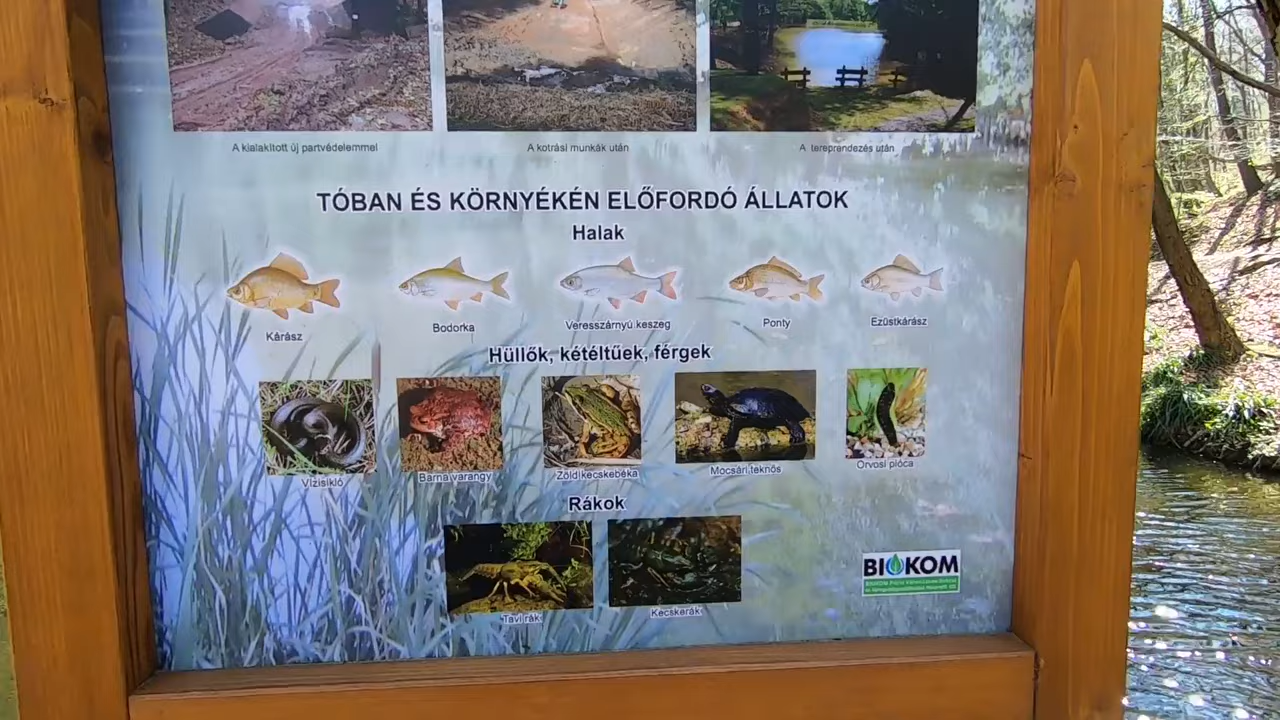 A kialakított új partvédelemmel
A kotrási munkák után
A tereprendezés után
TÓBAN ÉS KÖRNYÉKÉN ELŐFORDÓ ÁLLATOK
Halak
Kárász
Bodorka
Veresszárnyú keszeg
Ponty
Ezüstkárász
Hüllők, kétéltűek, férgek
Vízisikló
Barna varangy
Zöld kecskebéka
Mocsári teknős
Orvosi pióca
Rákok
Tavi rák
Kecskerák
BIOKOM